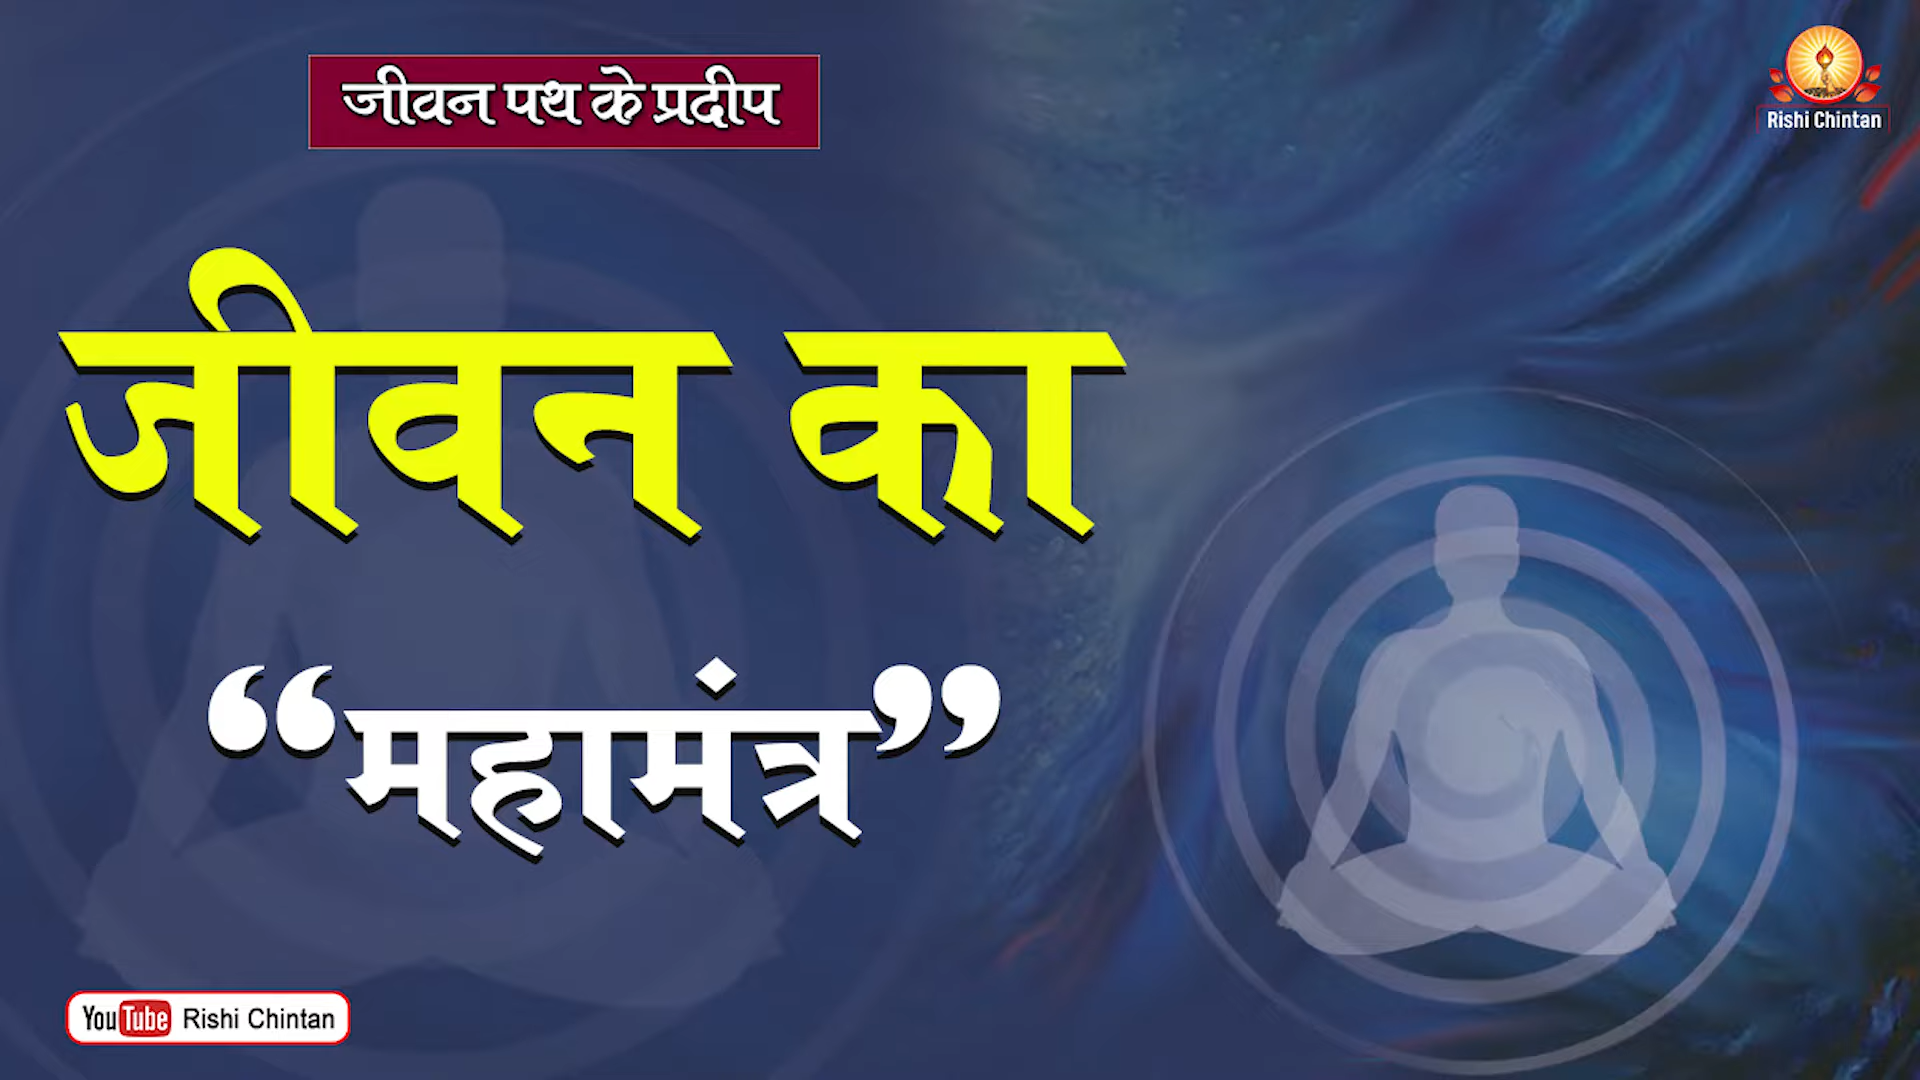 जीवन पथ के प्रदीप
Rishi Chintan
जीवन का
“महामंत्र”
YouTube Rishi Chintan